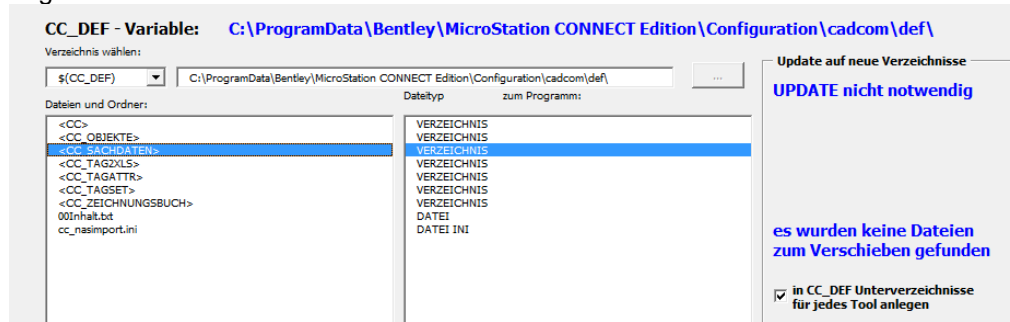 CC_DEF - Variable: C:\ProgramData\Bentley\MicroStation CONNECT Edition\Configuration\cadcom\def\
Verzeichnis wählen:
$(CC_DEF) C:\ProgramData\Bentley\MicroStation CONNECT Edition\Configuration\cadcom\def\ ...
Update auf neue Verzeichnisse
UPDATE nicht notwendig
Dateien und Ordner: Dateityp zum Programm:
<CC> VERZEICHNIS
<CC_OBJEKTE> VERZEICHNIS
<CC_SACHDATEN> VERZEICHNIS
<CC_TAG2XLS> VERZEICHNIS
<CC_TAGATTR> VERZEICHNIS
<CC_TAGSET> VERZEICHNIS
<CC_ZEICHNUNGSBUCH> VERZEICHNIS
00Inhalt.txt DATEI
cc_nasimport.ini DATEI INI
es wurden keine Dateien
zum Verschieben gefunden
in CC_DEF Unterverzeichnisse
für jedes Tool anlegen